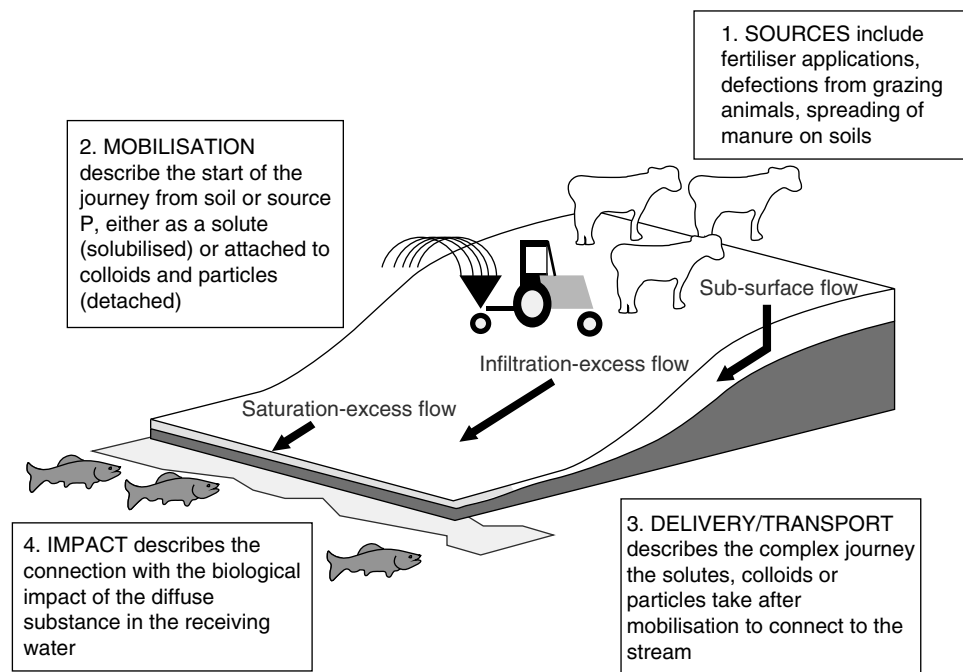 1. SOURCES include
fertiliser applications,
defections from grazing
animals, spreading of
manure on soils
2. MOBILISATION
describe the start of the
journey from soil or source
P, either as a solute
(solubilised) or attached to
colloids and particles
(detached)
Sub-surface flow
Infiltration-excess flow
Saturation-excess flow
3. DELIVERY/TRANSPORT
describes the complex journey
the solutes, colloids or
particles take after
mobilisation to connect to the
stream
4. IMPACT describes the
connection with the biological
impact of the diffuse
substance in the receiving
water